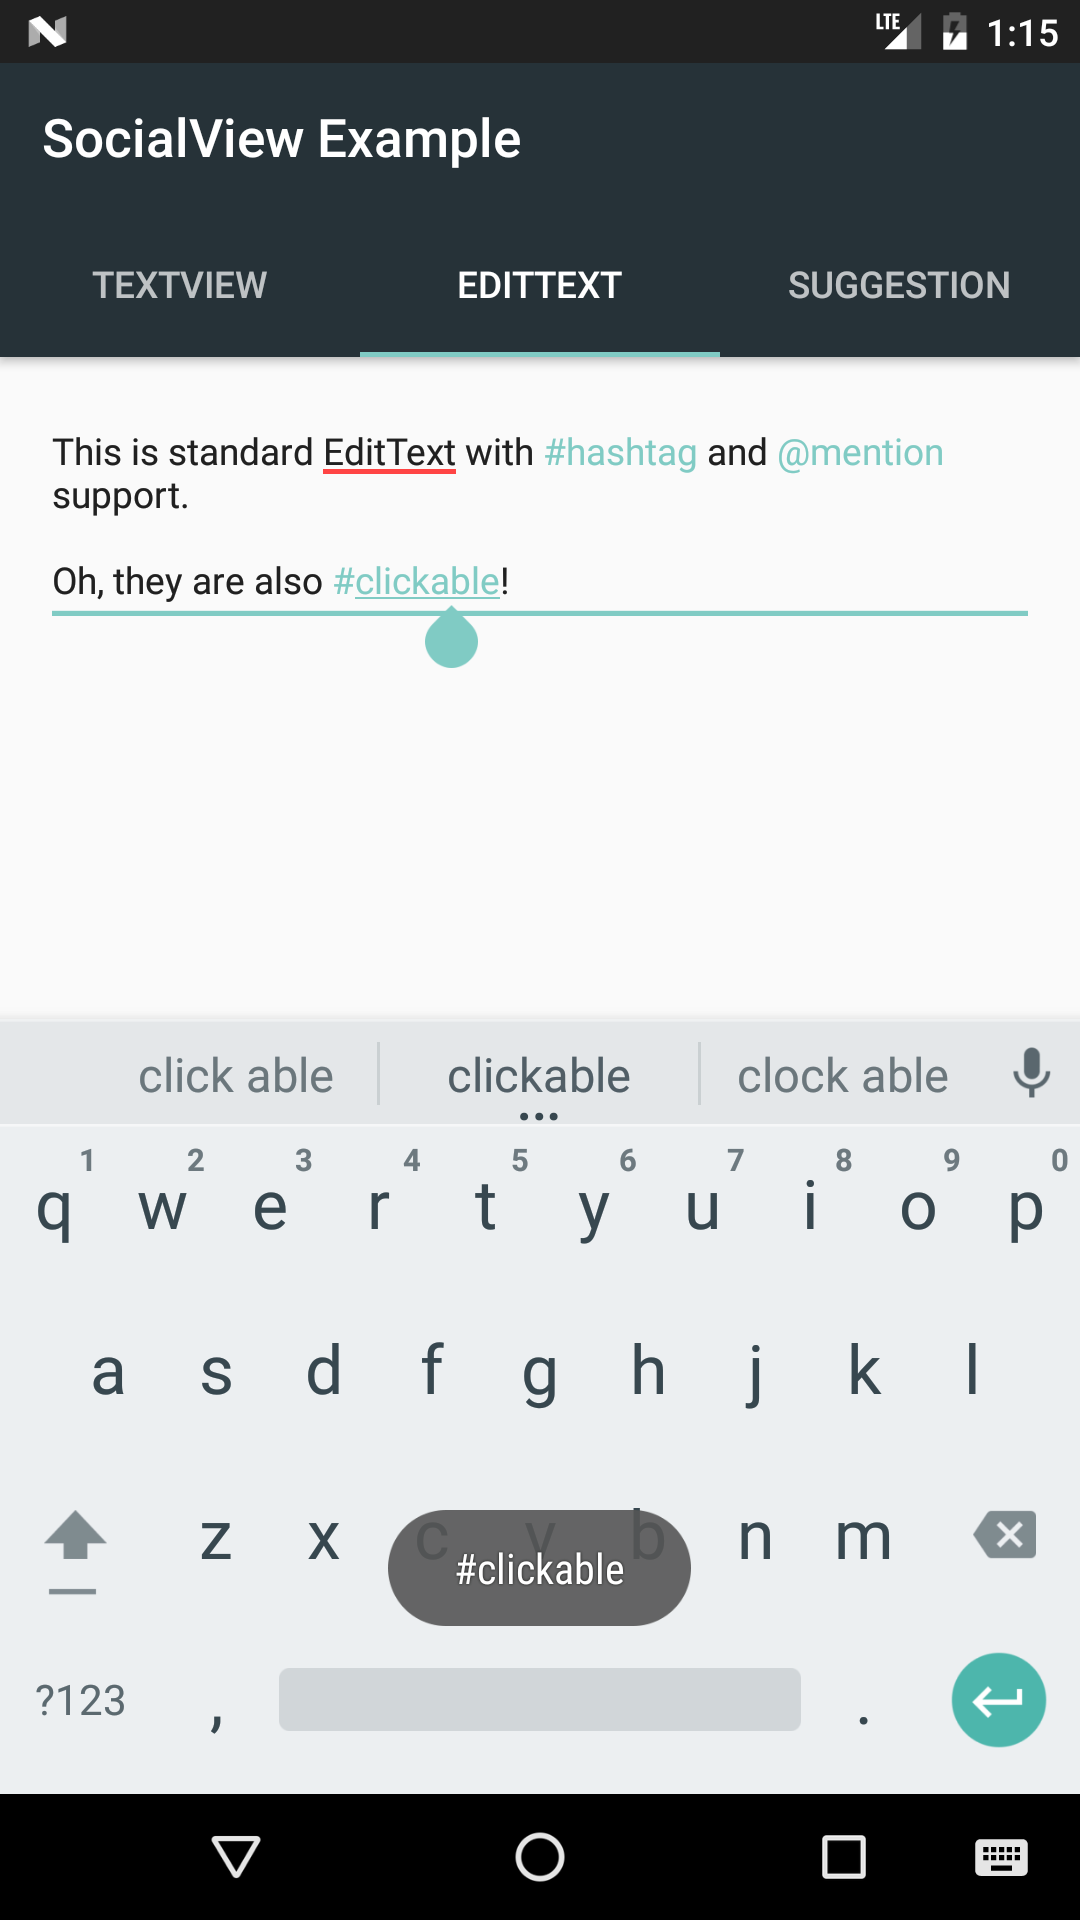 LTE 1:15
SocialView Example
TEXTVIEW EDITTEXT SUGGESTION
This is standard EditText with #hashtag and @mention
support.
Oh, they are also #clickable!
click able clickable clock able
1 2 3 4 5 6 7 8 9 0
q w e r t y u i o p
a s d f g h j k l
z x c v b n m
#clickable
?123 , .